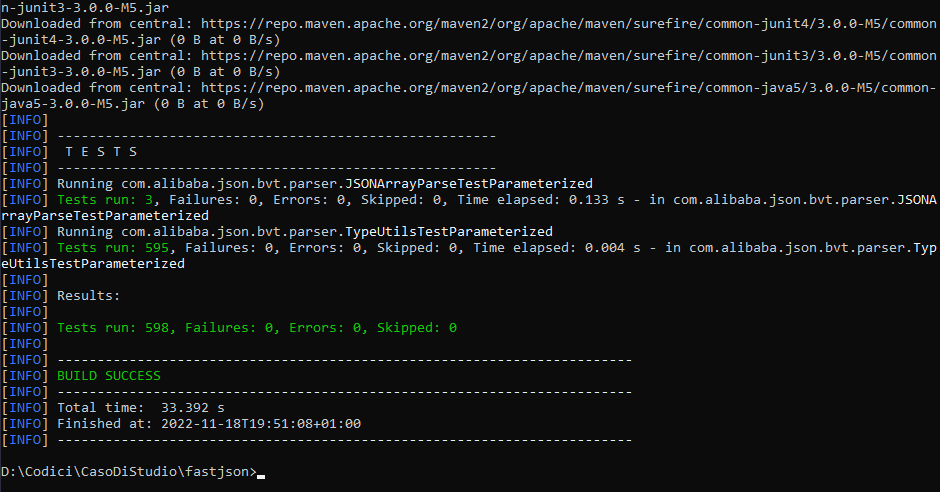 n-junit3-3.0.0-M5.jar
Downloaded from central: https://repo.maven.apache.org/maven2/org/apache/maven/surefire/common-junit4/3.0.0-M5/common
-junit4-3.0.0-M5.jar (0 B at 0 B/s)
Downloaded from central: https://repo.maven.apache.org/maven2/org/apache/maven/surefire/common-junit3/3.0.0-M5/common
-junit3-3.0.0-M5.jar (0 B at 0 B/s)
Downloaded from central: https://repo.maven.apache.org/maven2/org/apache/maven/surefire/common-java5/3.0.0-M5/common-
java5-3.0.0-M5.jar (0 B at 0 B/s)
[INFO]
[INFO] -------------------------------------------------------
[INFO]  T E S T S
[INFO] -------------------------------------------------------
[INFO] Running com.alibaba.json.bvt.parser.JSONArrayParseTestParameterized
[INFO] Tests run: 3, Failures: 0, Errors: 0, Skipped: 0, Time elapsed: 0.133 s - in com.alibaba.json.bvt.parser.JSONA
rrayParseTestParameterized
[INFO] Running com.alibaba.json.bvt.parser.TypeUtilsTestParameterized
[INFO] Tests run: 595, Failures: 0, Errors: 0, Skipped: 0, Time elapsed: 0.004 s - in com.alibaba.json.bvt.parser.Typ
eUtilsTestParameterized
[INFO]
[INFO] Results:
[INFO]
[INFO] Tests run: 598, Failures: 0, Errors: 0, Skipped: 0
[INFO]
[INFO] ------------------------------------------------------------------------
[INFO] BUILD SUCCESS
[INFO] ------------------------------------------------------------------------
[INFO] Total time:  33.392 s
[INFO] Finished at: 2022-11-18T19:51:08+01:00
[INFO] ------------------------------------------------------------------------
D:\Codici\CasoDiStudio\fastjson>